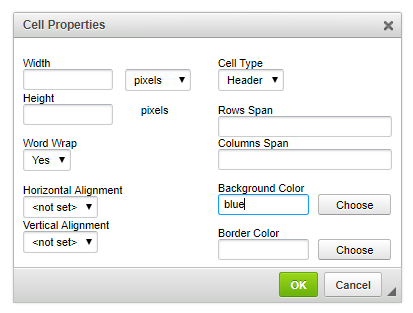 Cell Properties
Width
pixels
Height
pixels
Word Wrap
Yes
Horizontal Alignment
<not set>
Vertical Alignment
<not set>
Cell Type
Header
Rows Span
Columns Span
Background Color
blue
Choose
Border Color
Choose
OK
Cancel